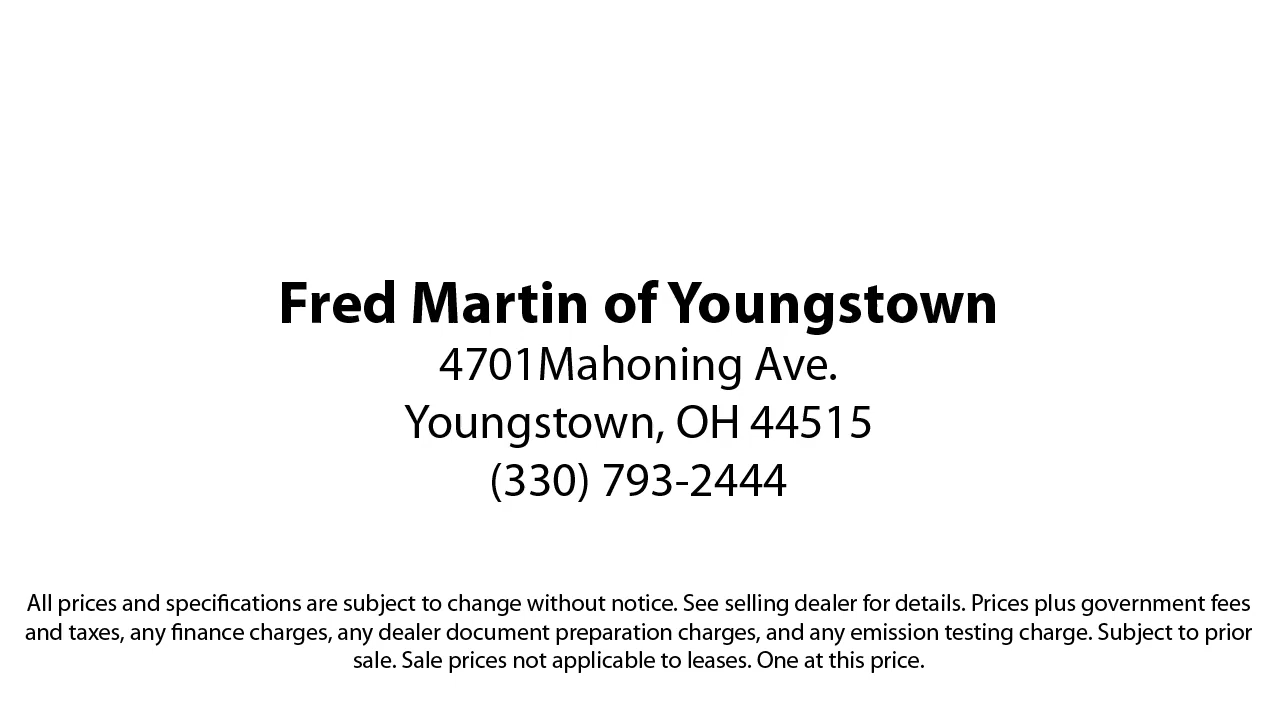 Fred Martin of Youngstown
4701Mahoning Ave.
Youngstown, OH 44515
(330) 793-2444
All prices and specifications are subject to change without notice. See selling dealer for details. Prices plus government fees
and taxes, any finance charges, any dealer document preparation charges, and any emission testing charge. Subject to prior
sale. Sale prices not applicable to leases. One at this price.